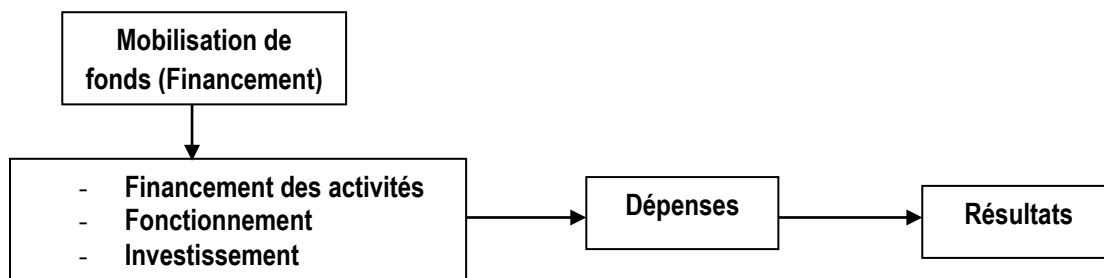 Mobilisation de
fonds (Financement)
- Financement des activités
- Fonctionnement
- Investissement
Dépenses
Résultats